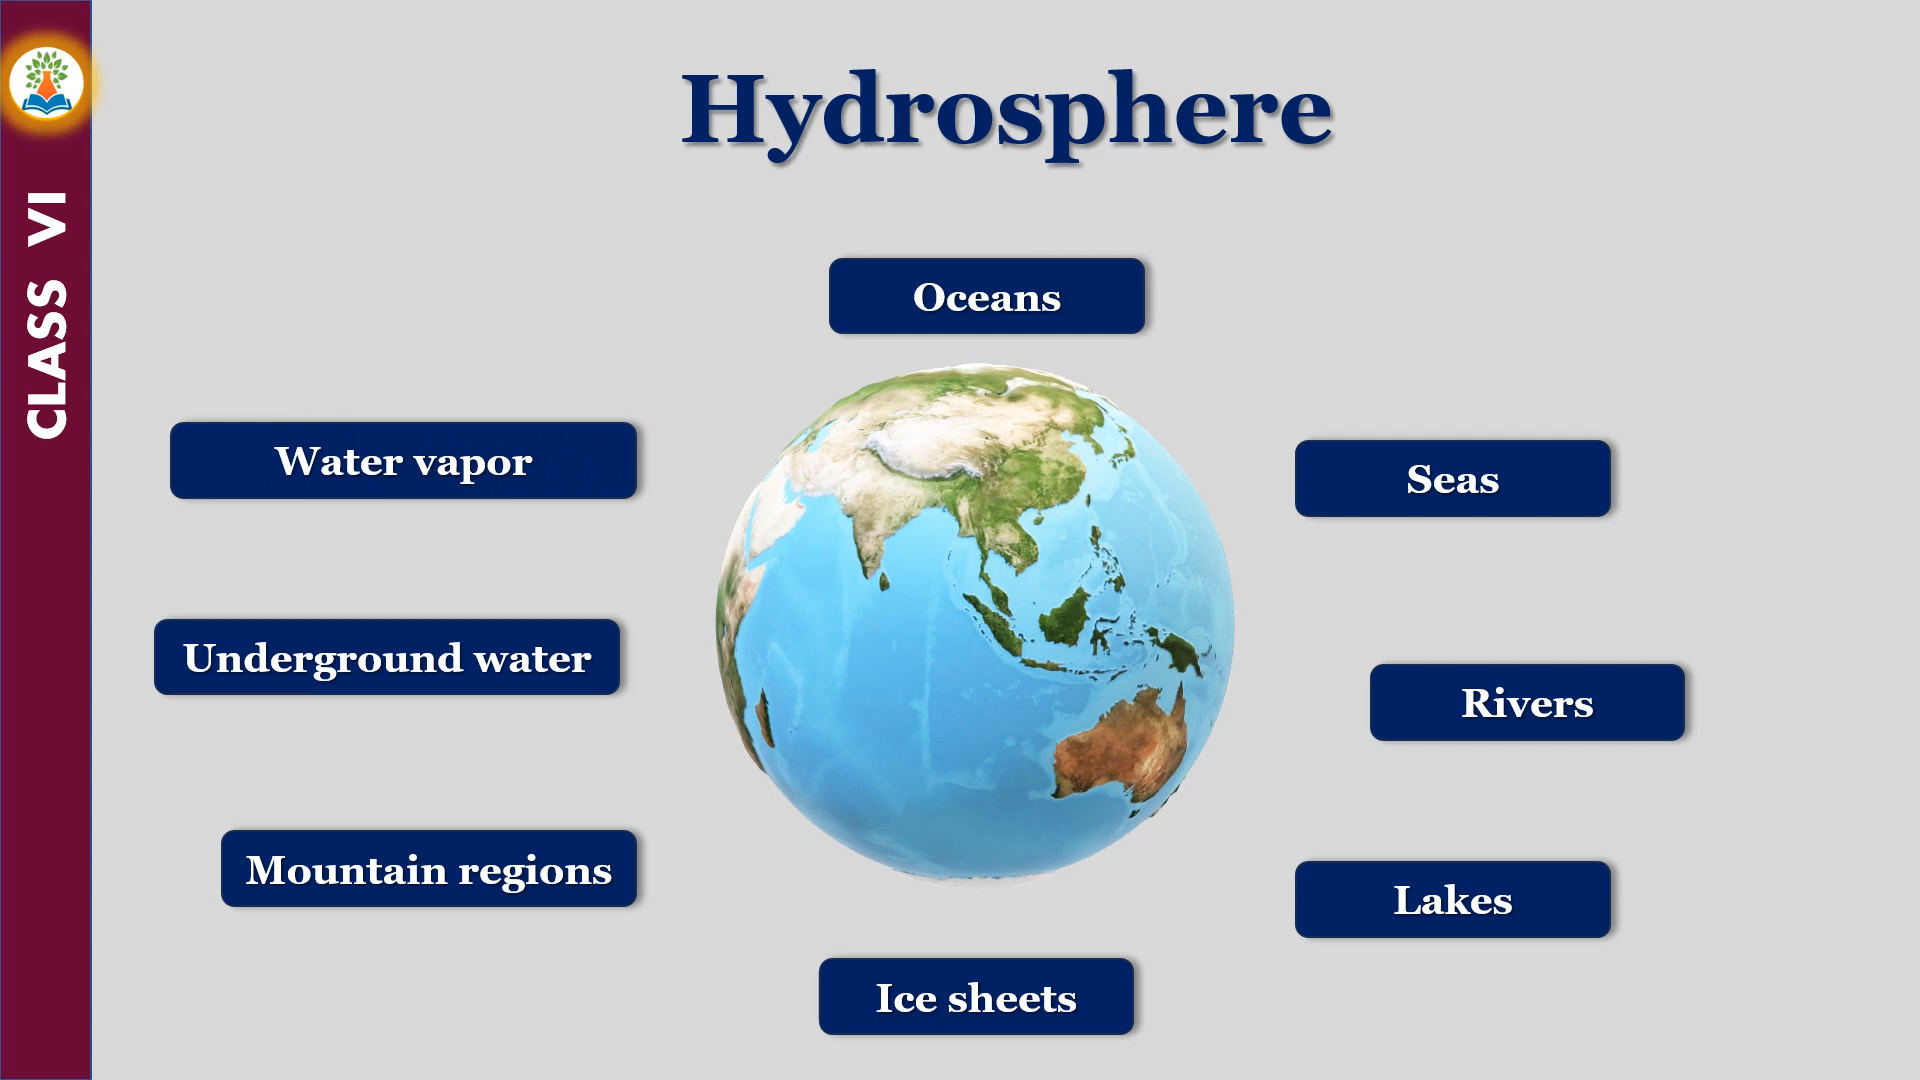 CLASS VI
Hydrosphere
Oceans
Water vapor
Seas
Underground water
Rivers
Mountain regions
Lakes
Ice sheets